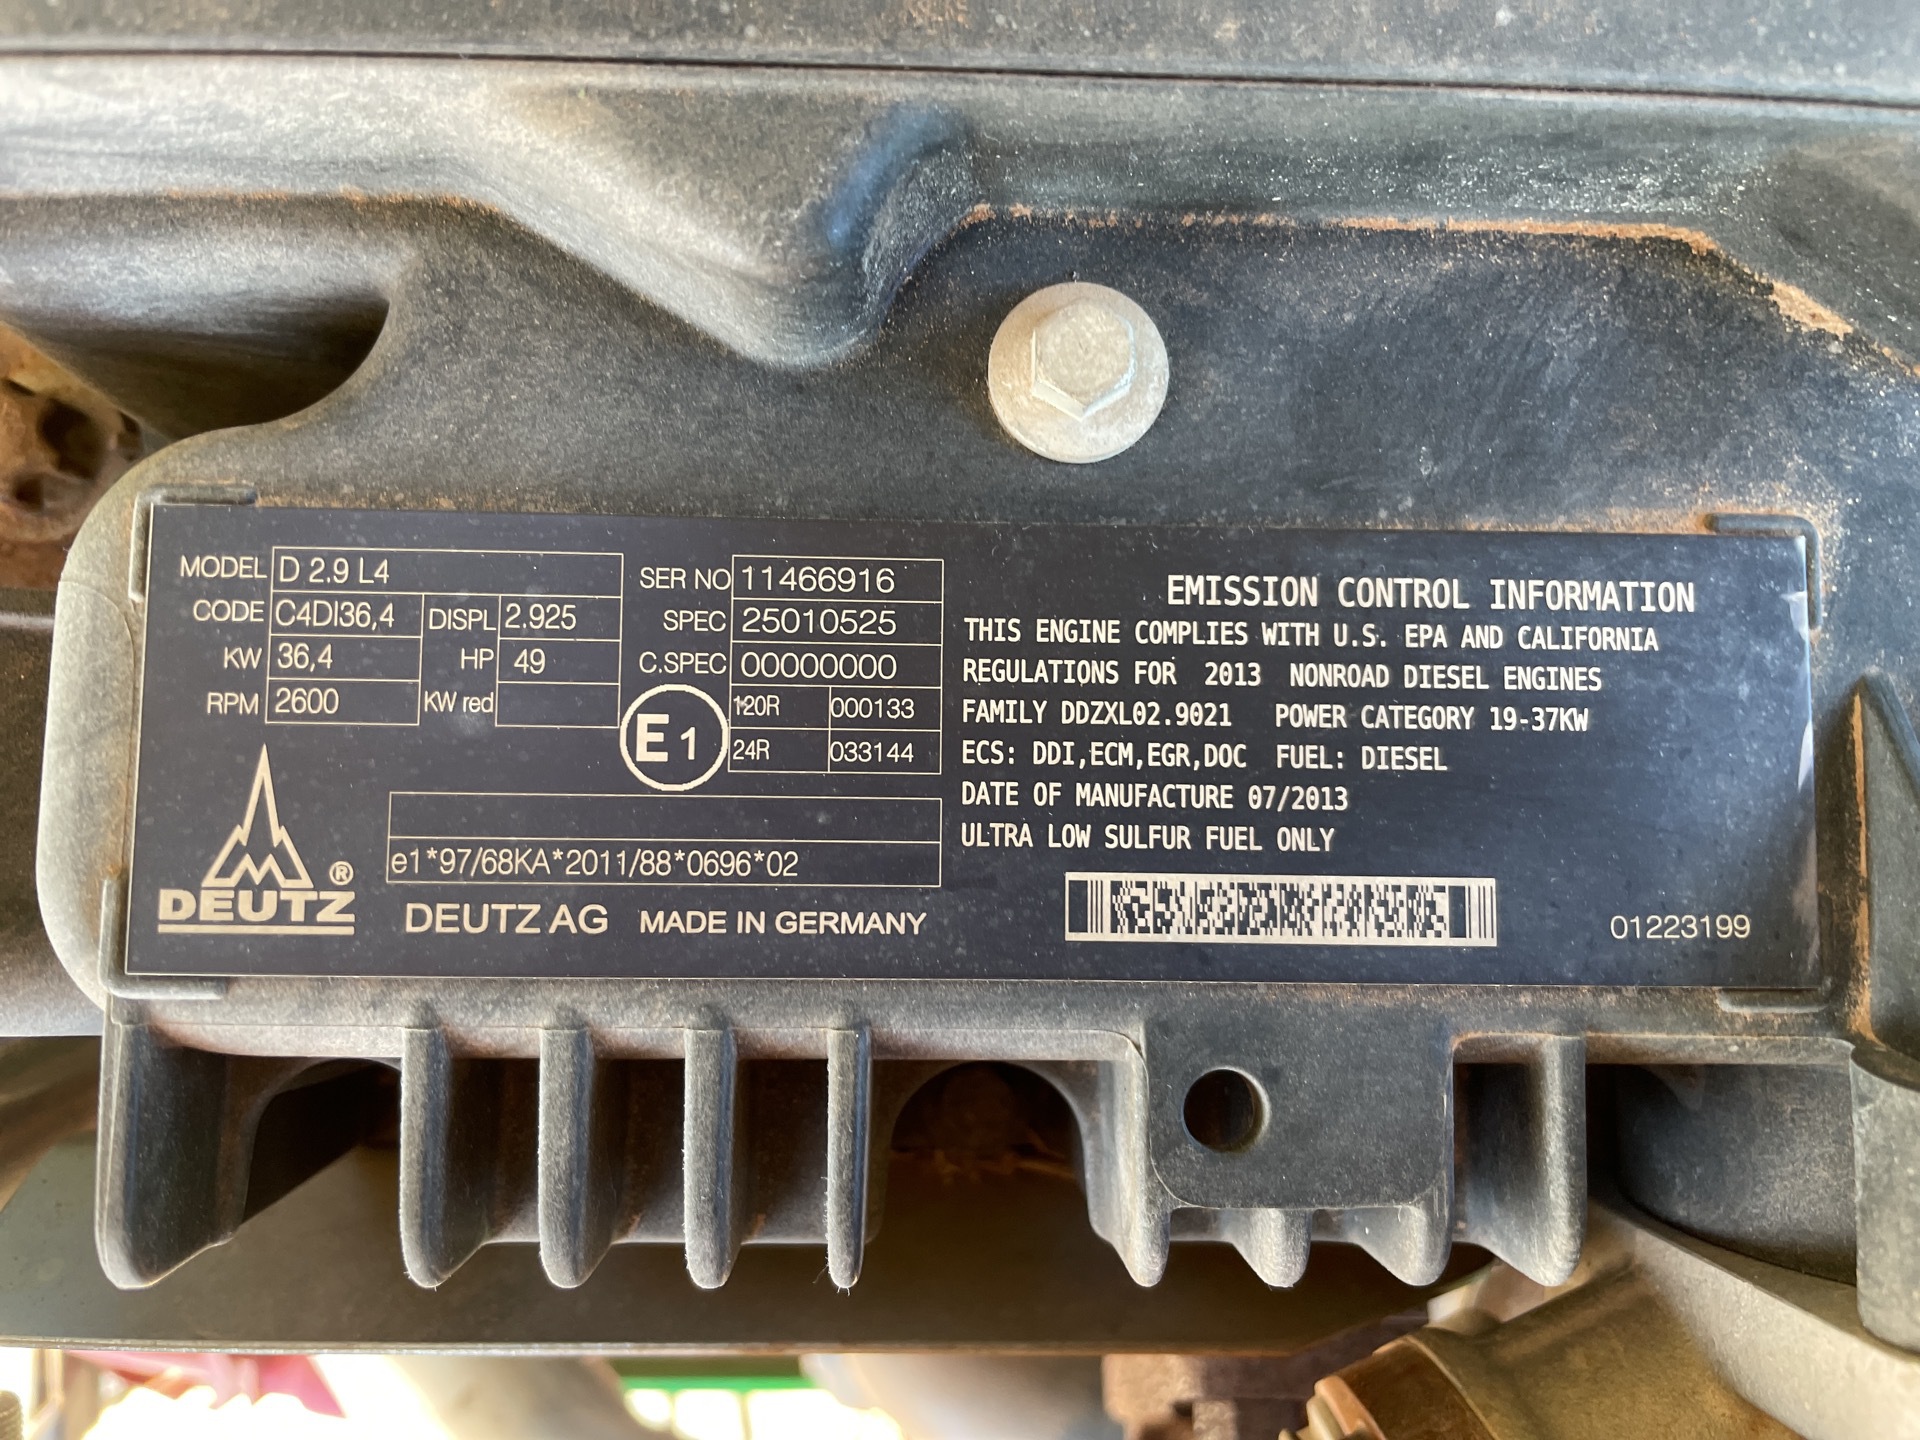 MODEL D 2.9 L4
CODE C4DI36,4 DISPL 2.925
KW 36,4 HP 49
RPM 2600 KW red
SER NO 11466916
SPEC 25010525
C.SPEC 00000000
E1 120R 000133
24R 033144
e1*97/68KA*2011/88*0696*02
DEUTZ ®
DEUTZ AG MADE IN GERMANY
EMISSION CONTROL INFORMATION
THIS ENGINE COMPLIES WITH U.S. EPA AND CALIFORNIA
REGULATIONS FOR 2013 NONROAD DIESEL ENGINES
FAMILY DDZXL02.9021 POWER CATEGORY 19-37KW
ECS: DDI,ECM,EGR,DOC FUEL: DIESEL
DATE OF MANUFACTURE 07/2013
ULTRA LOW SULFUR FUEL ONLY
01223199